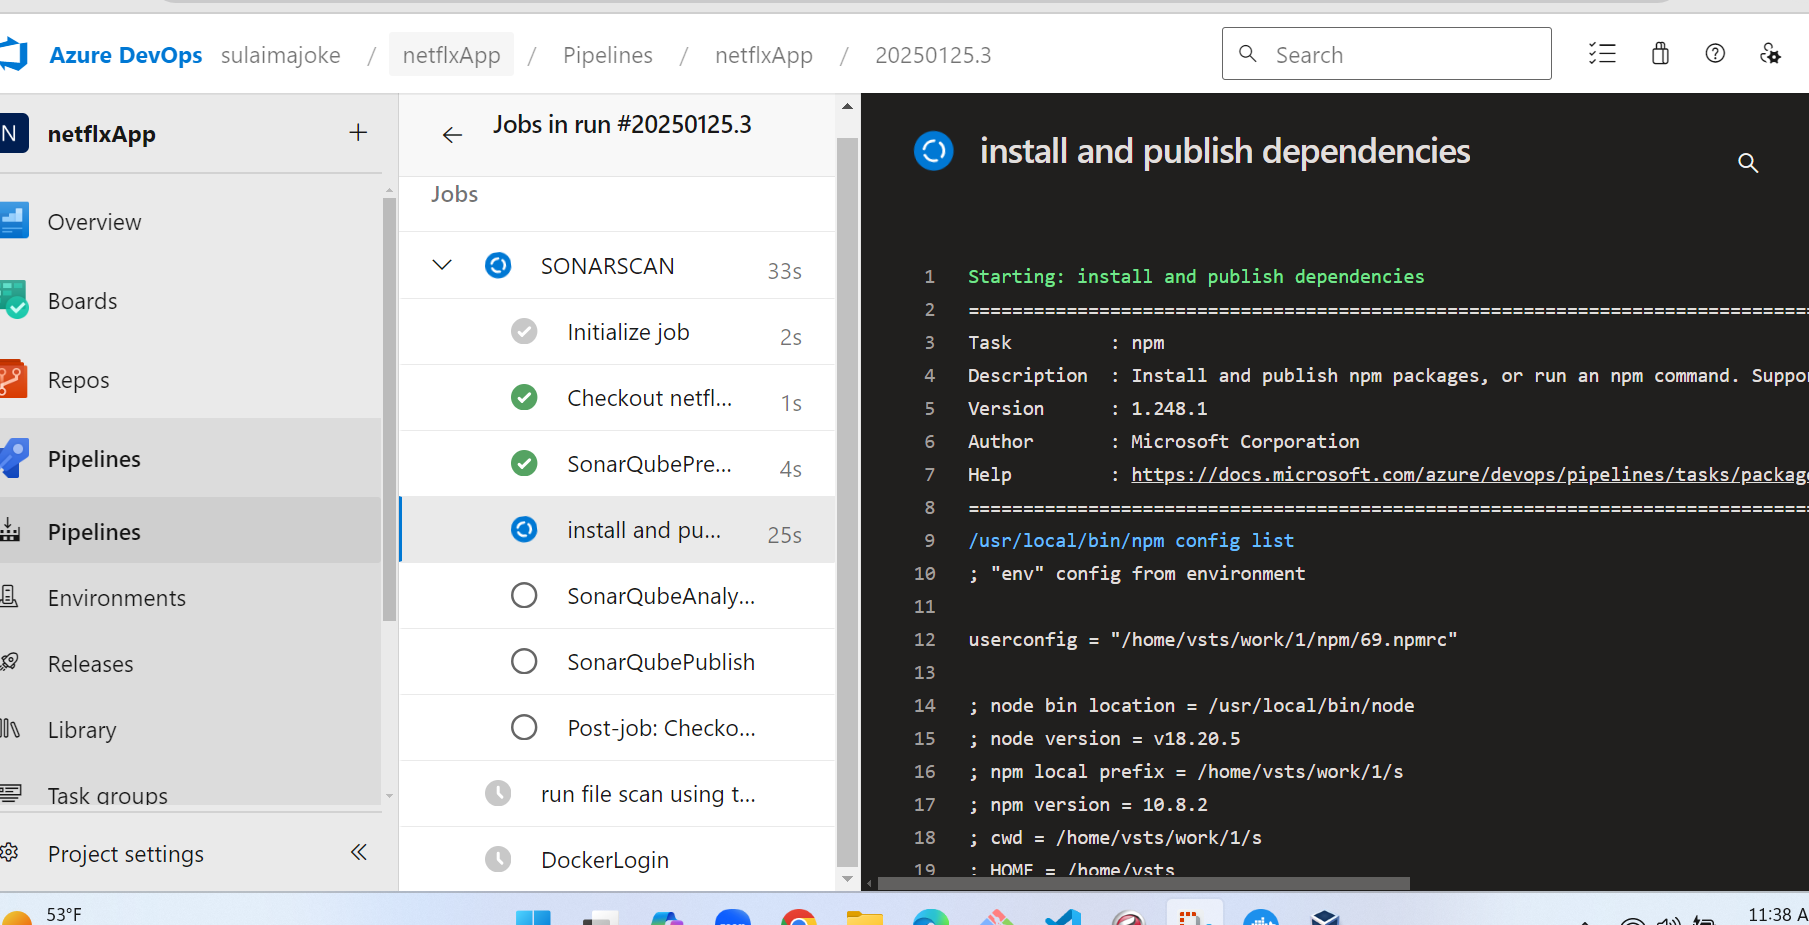 Azure DevOps sulaimajoke / netflxApp / Pipelines / netflxApp / 20250125.3
Search
N netflxApp +
Overview
Boards
Repos
Pipelines
Pipelines
Environments
Releases
Library
Task groups
Project settings
Jobs in run #20250125.3
Jobs
SONARSCAN 33s
Initialize job 2s
Checkout netfl... 1s
SonarQubePre... 4s
install and pu... 25s
SonarQubeAnaly...
SonarQubePublish
Post-job: Checko...
run file scan using t...
DockerLogin
install and publish dependencies
1 Starting: install and publish dependencies
2 ==============================================================================
3 Task : npm
4 Description : Install and publish npm packages, or run an npm command. Suppor
5 Version : 1.248.1
6 Author : Microsoft Corporation
7 Help : https://docs.microsoft.com/azure/devops/pipelines/tasks/package
8 ==============================================================================
9 /usr/local/bin/npm config list
10 ; "env" config from environment
11
12 userconfig = "/home/vsts/work/1/npm/69.npmrc"
13
14 ; node bin location = /usr/local/bin/node
15 ; node version = v18.20.5
16 ; npm local prefix = /home/vsts/work/1/s
17 ; npm version = 10.8.2
18 ; cwd = /home/vsts/work/1/s
19 ; HOME = /home/vsts
53°F
11:38 A